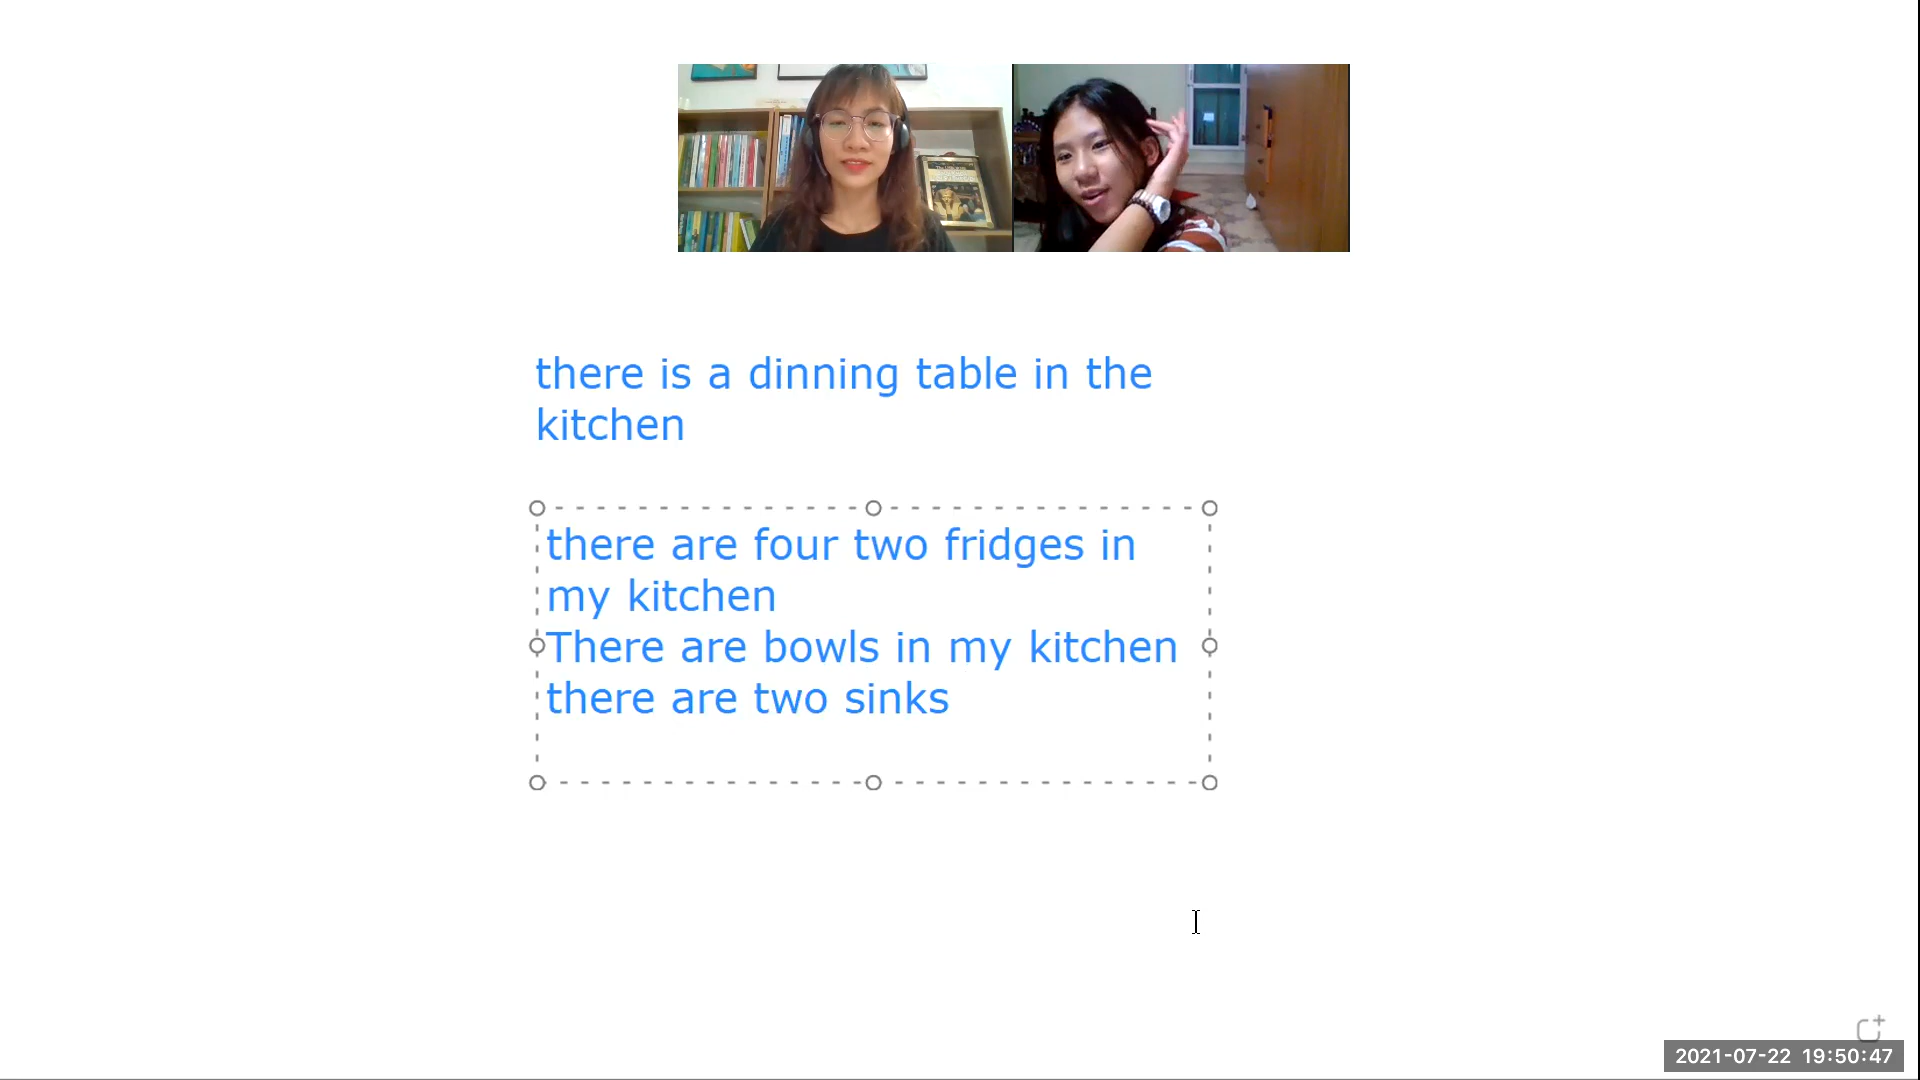 there is a dinning table in the
kitchen
there are four two fridges in
my kitchen
There are bowls in my kitchen
there are two sinks
2021-07-22 19:50:47